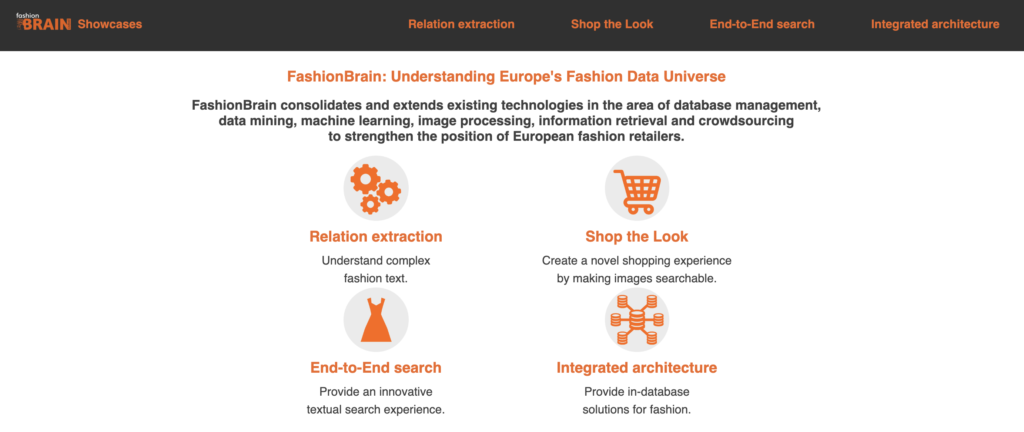 fashion
BRAIN Showcases
Relation extraction
Shop the Look
End-to-End search
Integrated architecture
FashionBrain: Understanding Europe's Fashion Data Universe
FashionBrain consolidates and extends existing technologies in the area of database management,
data mining, machine learning, image processing, information retrieval and crowdsourcing
to strengthen the position of European fashion retailers.
Relation extraction
Understand complex
fashion text.
Shop the Look
Create a novel shopping experience
by making images searchable.
End-to-End search
Provide an innovative
textual search experience.
Integrated architecture
Provide in-database
solutions for fashion.